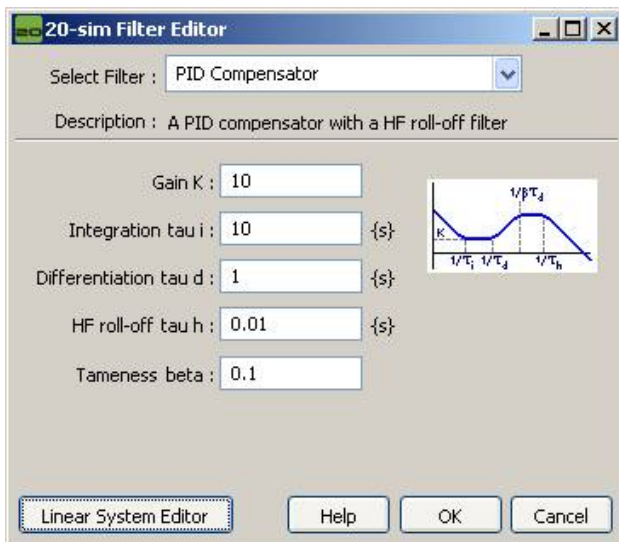 20 20-sim Filter Editor
Select Filter : PID Compensator
Description : A PID compensator with a HF roll-off filter
Gain K : 10
Integration tau i : 10 {s}
Differentiation tau d : 1 {s}
HF roll-off tau h : 0.01 {s}
Tameness beta : 0.1
1/βτd
K
1/τi 1/τd 1/τh
Linear System Editor Help OK Cancel